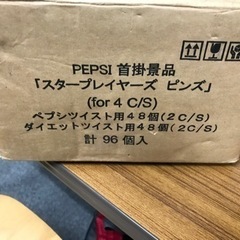 PEPSI 首掛景品
「スタープレイヤーズ ピンズ」
(for 4 C/S)
ペプシツイスト用48個(2C/S)
ダイエットツイスト用48個(2C/S)
計 96個入